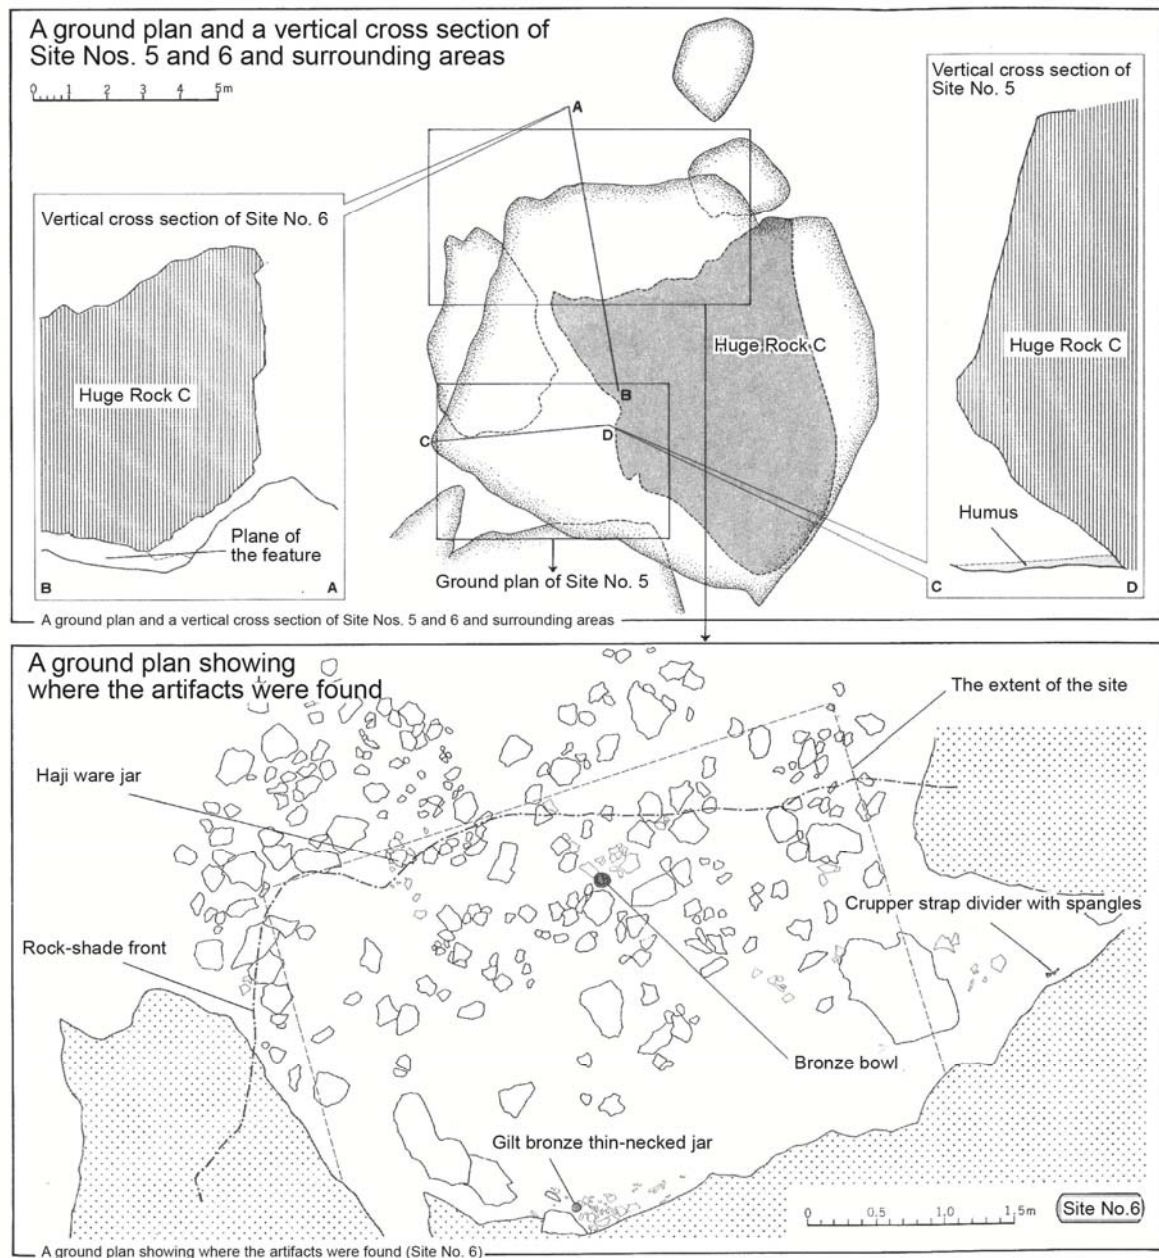 A ground plan and a vertical cross section of
Site Nos. 5 and 6 and surrounding areas
0 1 2 3 4 5m
A
Vertical cross section of
Site No. 5
Vertical cross section of Site No. 6
Huge Rock C
Huge Rock C
Huge Rock C
B
C
D
Humus
Plane of
the feature
Ground plan of Site No. 5
B A
C D
A ground plan and a vertical cross section of Site Nos. 5 and 6 and surrounding areas
A ground plan showing
where the artifacts were found
The extent of the site
Haji ware jar
Crupper strap divider with spangles
Rock-shade front
Bronze bowl
Gilt bronze thin-necked jar
0 0.5 1.0 1.5m
Site No.6
A ground plan showing where the artifacts were found (Site No. 6)